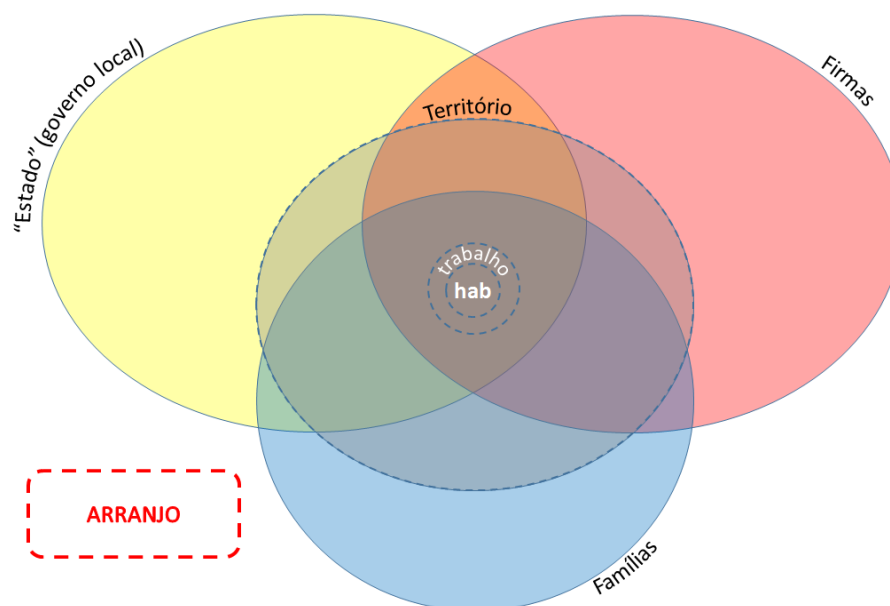 "Estado" (governo local)
Firmas
Território
trabalho
hab
ARRANJO
Famílias